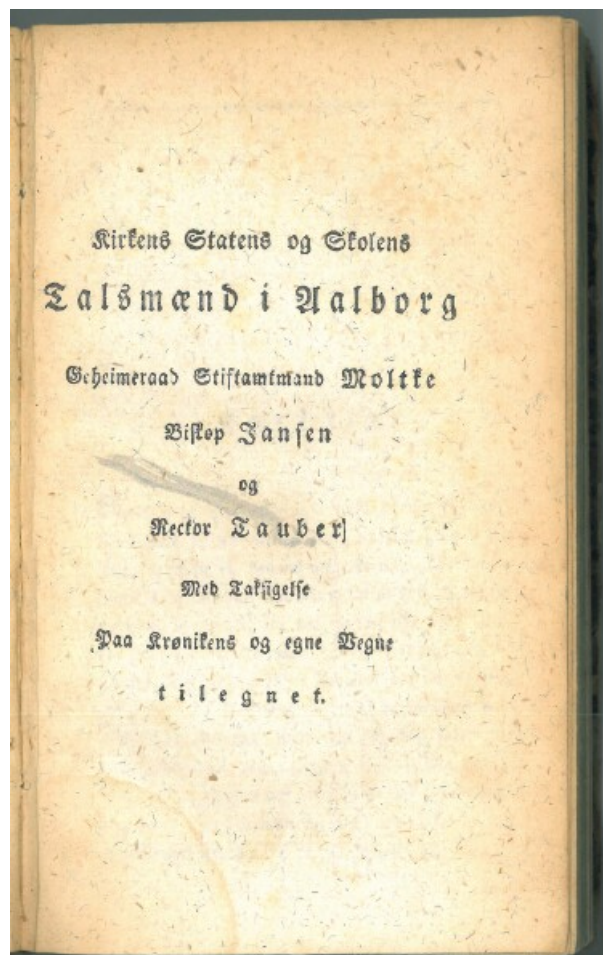 Kirkens Statens og Skolens
Talsmænd i Aalborg
Geheimeraad Stiftamtmand Moltke
Biskop Jansen
og
Rector Tauber]
Med Taksigelse
Paa Krønikens og egne Vegne
tilegnet.